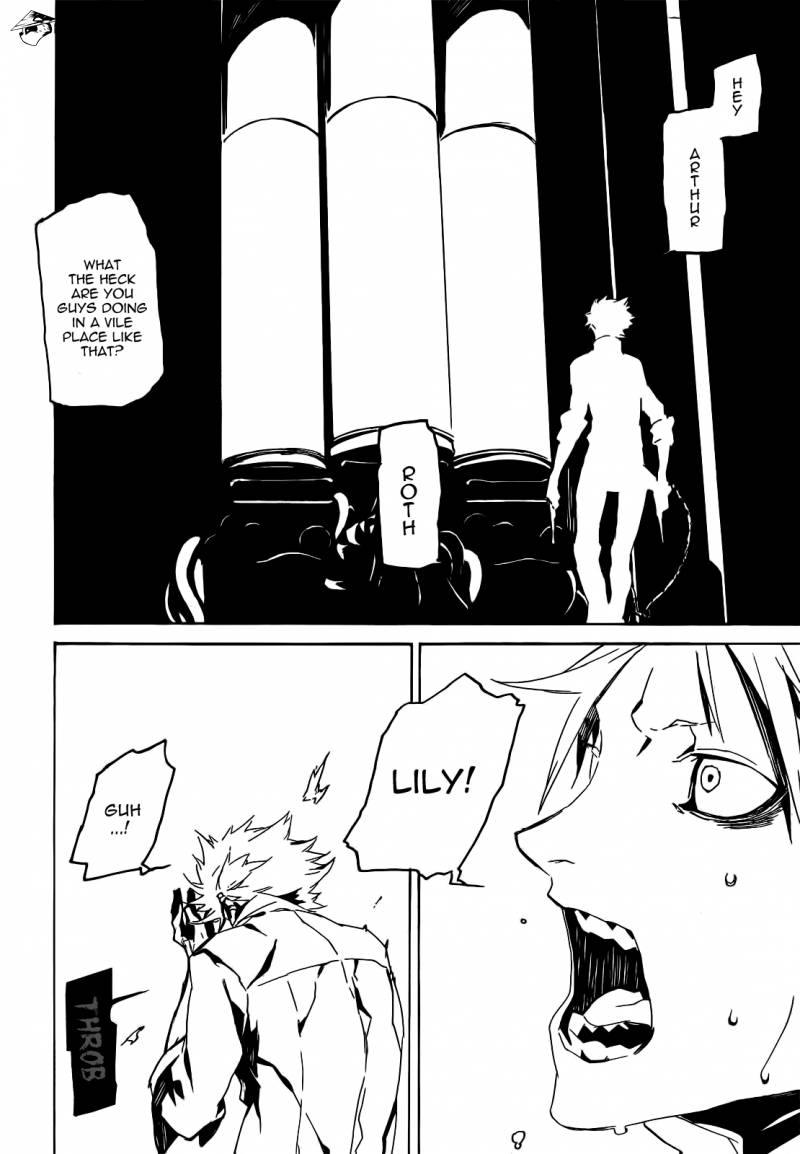 HEY
ARTHUR
WHAT
THE HECK
ARE YOU
GUYS DOING
IN A VILE
PLACE LIKE
THAT?
ROTH
LILY!
GUH
...!
THROB